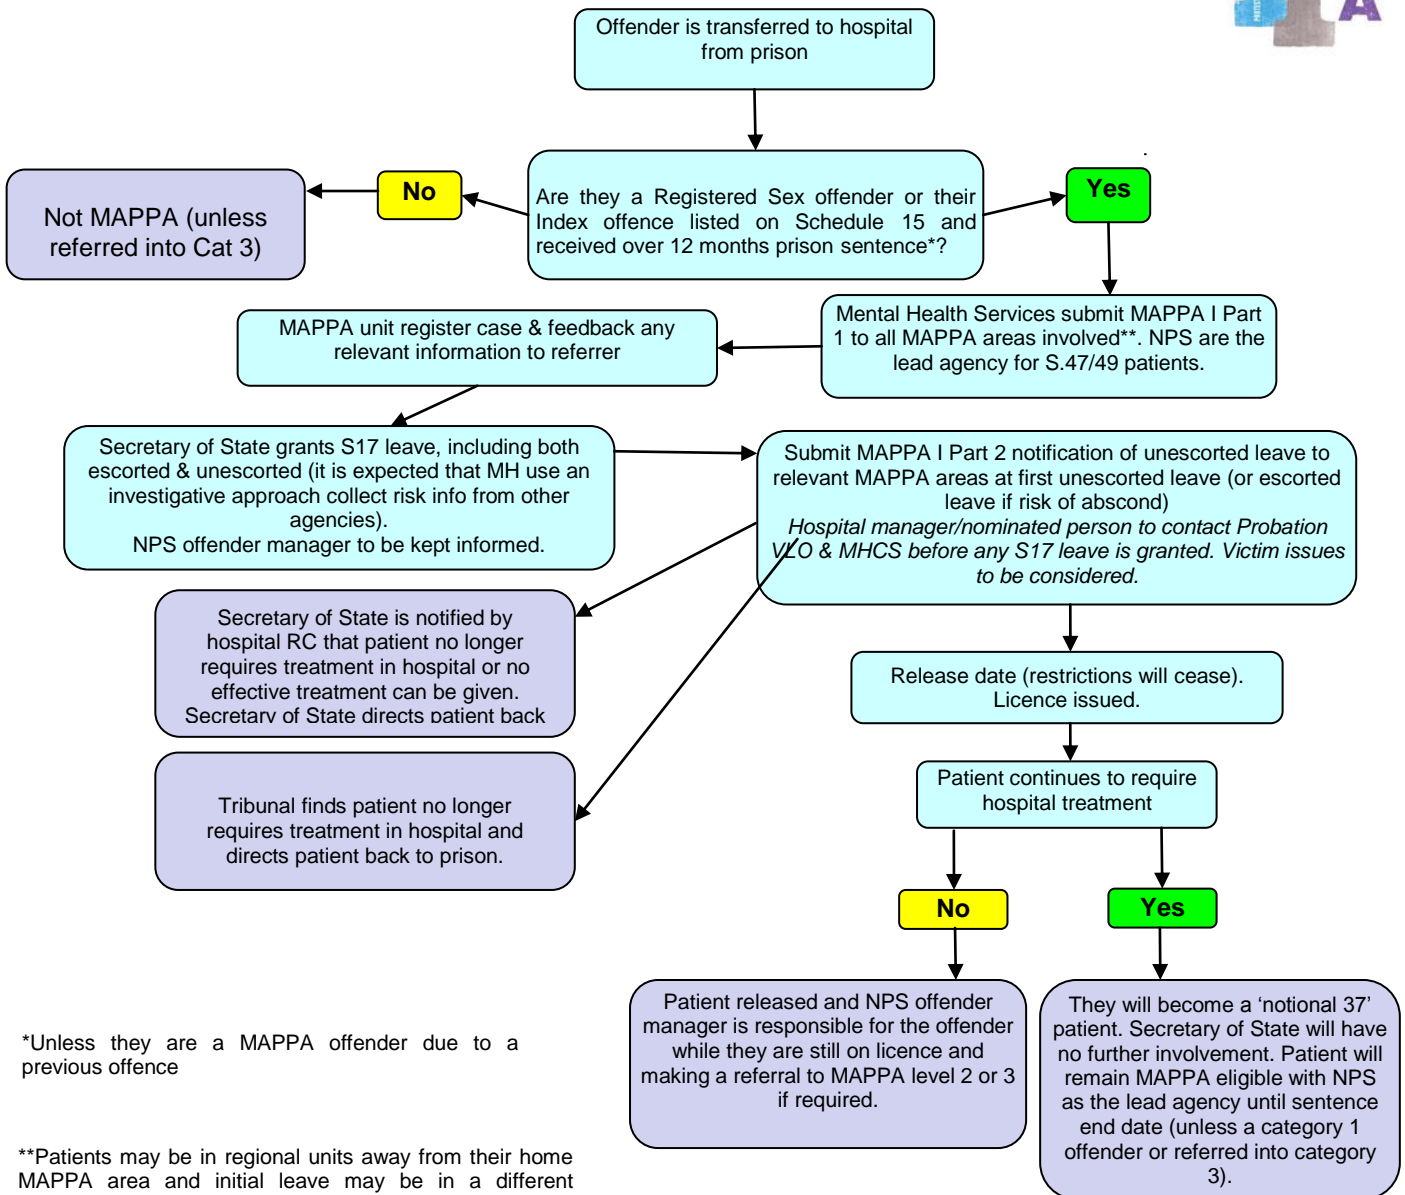 Offender is transferred to hospital
from prison
A
Are they a Registered Sex offender or their
Index offence listed on Schedule 15 and
received over 12 months prison sentence*?
No
Yes
Not MAPPA (unless
referred into Cat 3)
Mental Health Services submit MAPPA I Part
1 to all MAPPA areas involved**. NPS are the
lead agency for S.47/49 patients.
MAPPA unit register case & feedback any
relevant information to referrer
Secretary of State grants S17 leave, including both
escorted & unescorted (it is expected that MH use an
investigative approach collect risk info from other
agencies).
NPS offender manager to be kept informed.
Submit MAPPA I Part 2 notification of unescorted leave to
relevant MAPPA areas at first unescorted leave (or escorted
leave if risk of abscond)
Hospital manager/nominated person to contact Probation
VLO & MHCS before any S17 leave is granted. Victim issues
to be considered.
Secretary of State is notified by
hospital RC that patient no longer
requires treatment in hospital or no
effective treatment can be given.
Secretary of State directs patient back
Tribunal finds patient no longer
requires treatment in hospital and
directs patient back to prison.
Release date (restrictions will cease).
Licence issued.
Patient continues to require
hospital treatment
No
Yes
Patient released and NPS offender
manager is responsible for the offender
while they are still on licence and
making a referral to MAPPA level 2 or 3
if required.
They will become a ‘notional 37’
patient. Secretary of State will have
no further involvement. Patient will
remain MAPPA eligible with NPS
as the lead agency until sentence
end date (unless a category 1
offender or referred into category
3).
*Unless they are a MAPPA offender due to a
previous offence
**Patients may be in regional units away from their home
MAPPA area and initial leave may be in a different